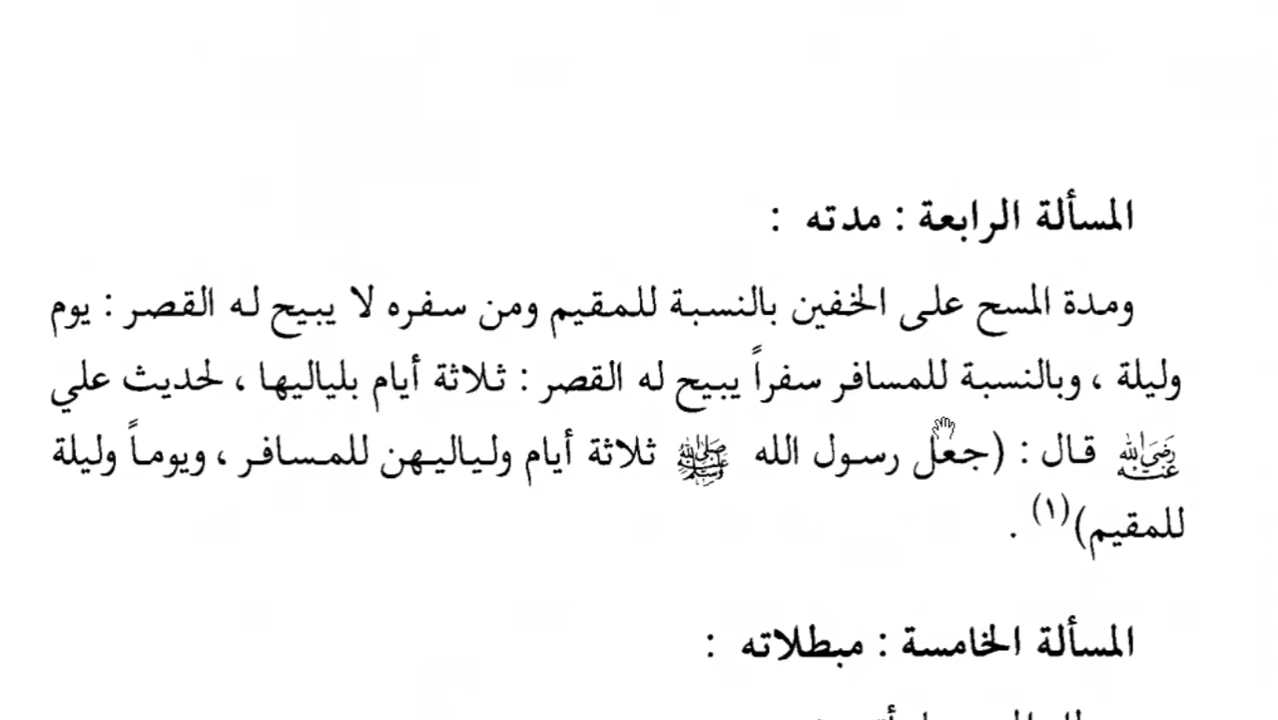 المسألة الرابعة : مدته :
ومدة المسح على الخفين بالنسبة للمقيم ومن سفره لا يبيح له القصر : يوم
وليلة ، وبالنسبة للمسافر سفراً يبيح له القصر : ثلاثة أيام بلياليها ، لحديث علي
رَضِيَ اللهُ عَنْهُ قال : (جعل رسول الله ﷺ ثلاثة أيام ولياليهن للمسافر ، ويوماً وليلة
للمقيم)(١) .
المسألة الخامسة : مبطلاته :